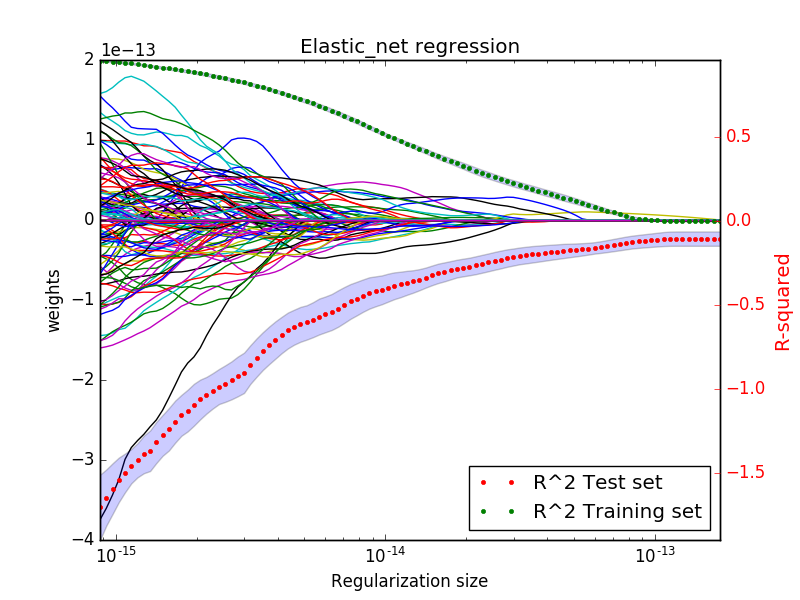 Elastic_net regression
1e−13
2
1
0
−1
−2
−3
−4
weights
0.5
0.0
−0.5
−1.0
−1.5
R-squared
R^2 Test set
R^2 Training set
10^-15
10^-14
10^-13
Regularization size